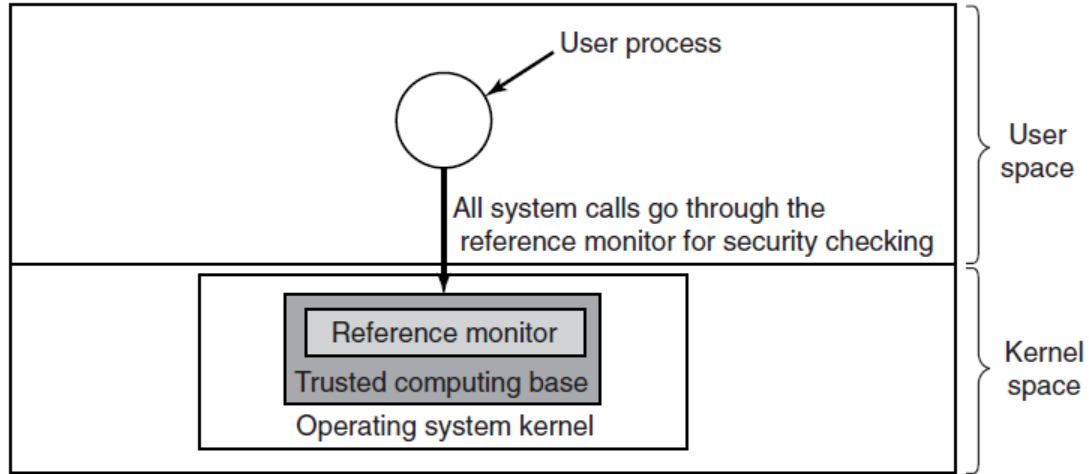 User process
User
space
All system calls go through the
reference monitor for security checking
Reference monitor
Trusted computing base
Operating system kernel
Kernel
space